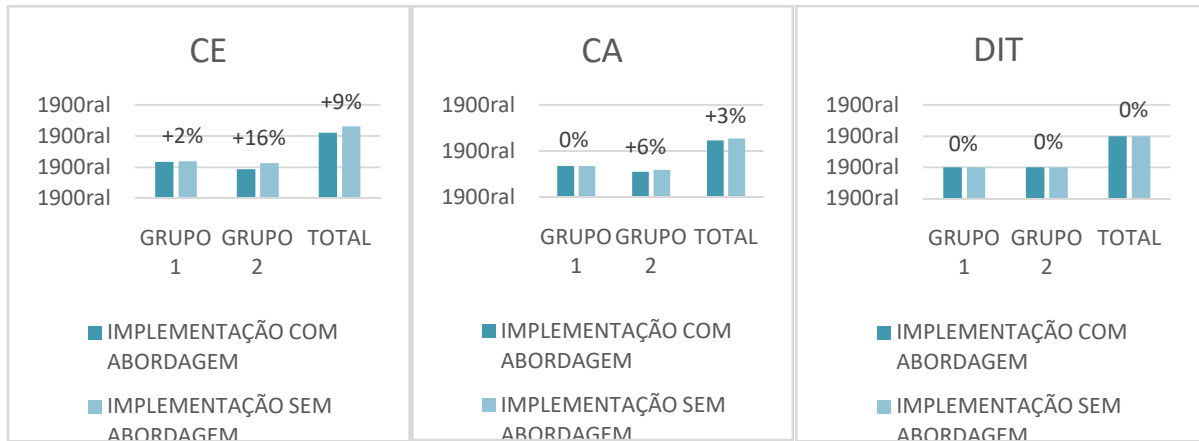 CE
1900ral
1900ral
1900ral
1900ral
+2%
+16%
+9%
GRUPO 1
GRUPO 2
TOTAL
IMPLEMENTAÇÃO COM
ABORDAGEM
IMPLEMENTAÇÃO SEM
ABORDAGEM
CA
1900ral
1900ral
1900ral
0%
+6%
+3%
GRUPO 1
GRUPO 2
TOTAL
IMPLEMENTAÇÃO COM
ABORDAGEM
IMPLEMENTAÇÃO SEM
ABORDAGEM
DIT
1900ral
1900ral
1900ral
1900ral
0%
0%
0%
GRUPO 1
GRUPO 2
TOTAL
IMPLEMENTAÇÃO COM
ABORDAGEM
IMPLEMENTAÇÃO SEM
ABORDAGEM